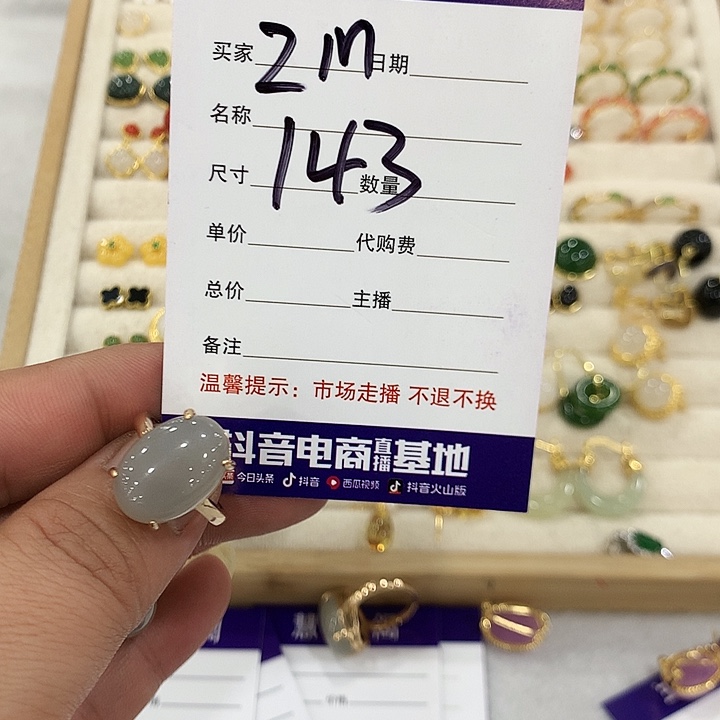 买家 2m 日期
名称
143
尺寸 数量
单价 代购费
总价 主播
备注
温馨提示：市场走播 不退不换
抖音电商直播基地
今日头条 抖音 西瓜视频 抖音火山版